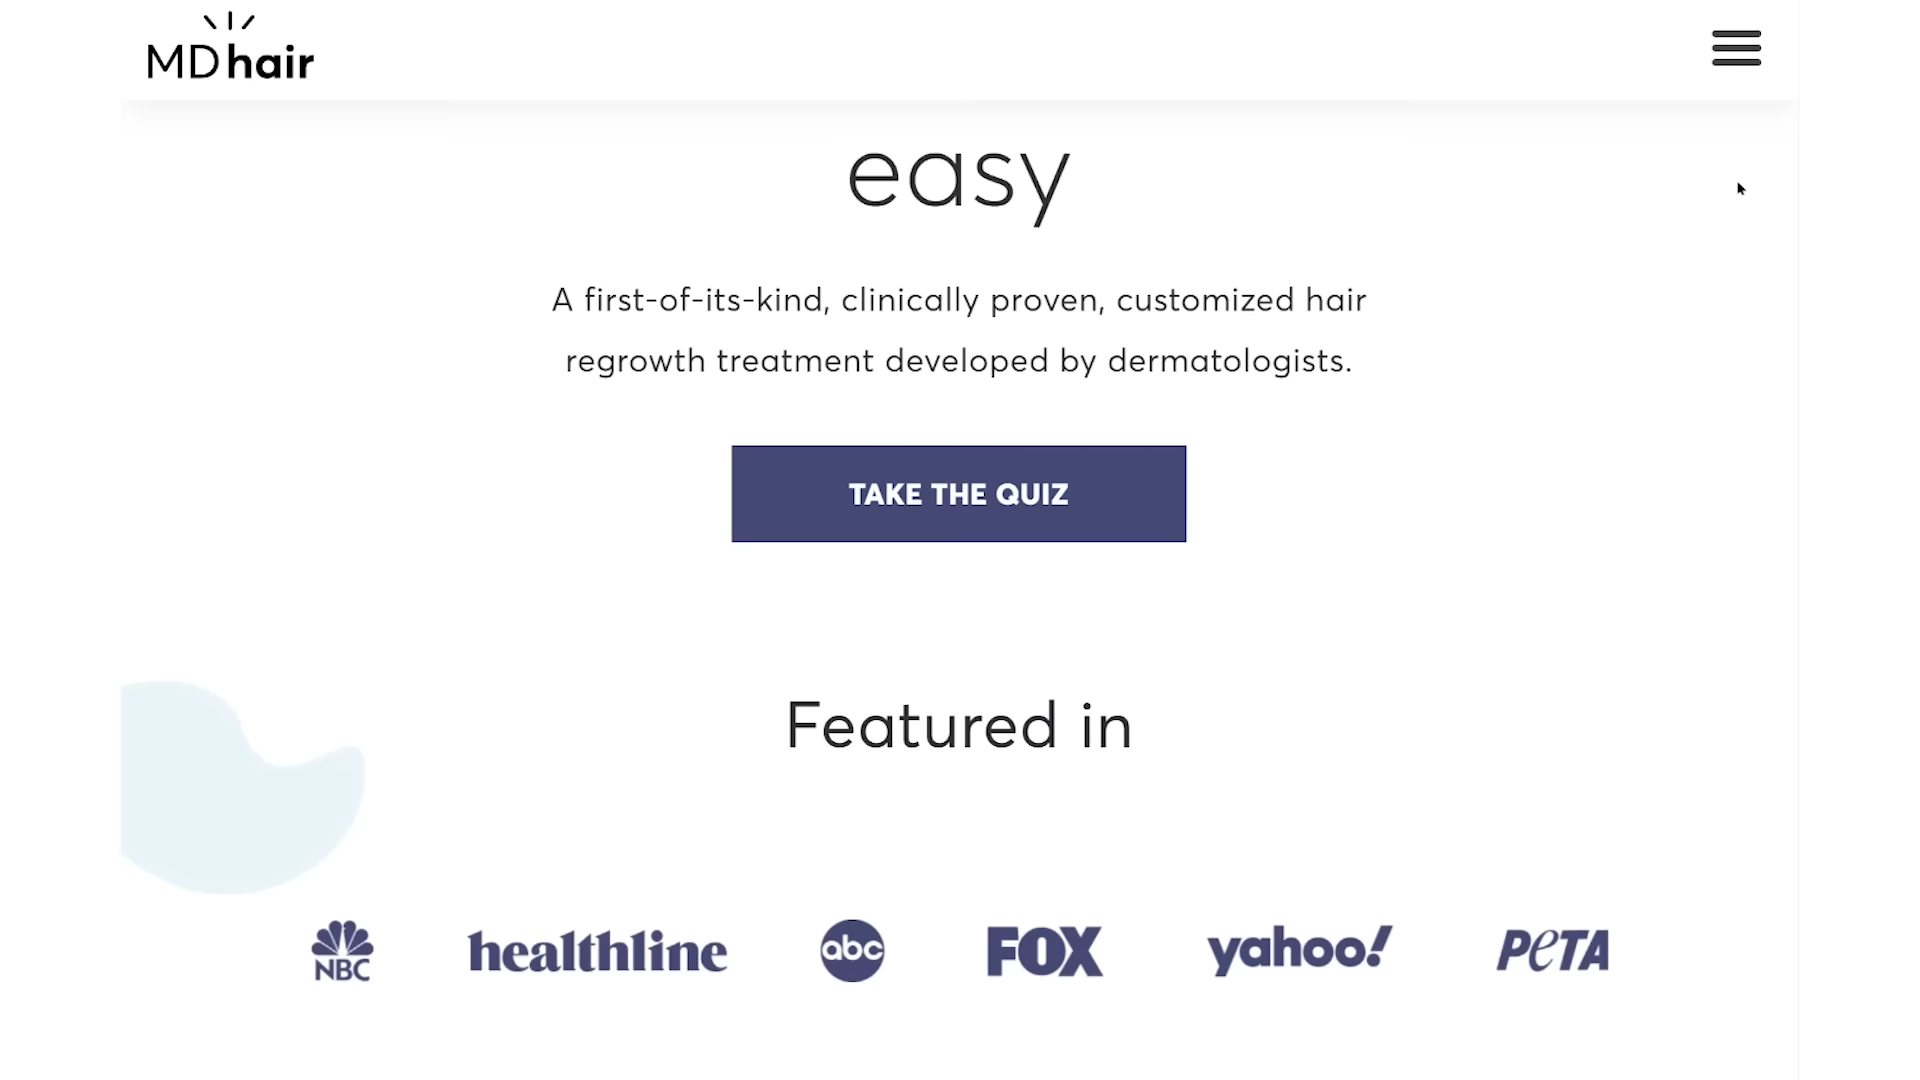 MDhair
easy
A first-of-its-kind, clinically proven, customized hair
regrowth treatment developed by dermatologists.
TAKE THE QUIZ
Featured in
NBC
healthline
abc
FOX
yahoo!
PeTA